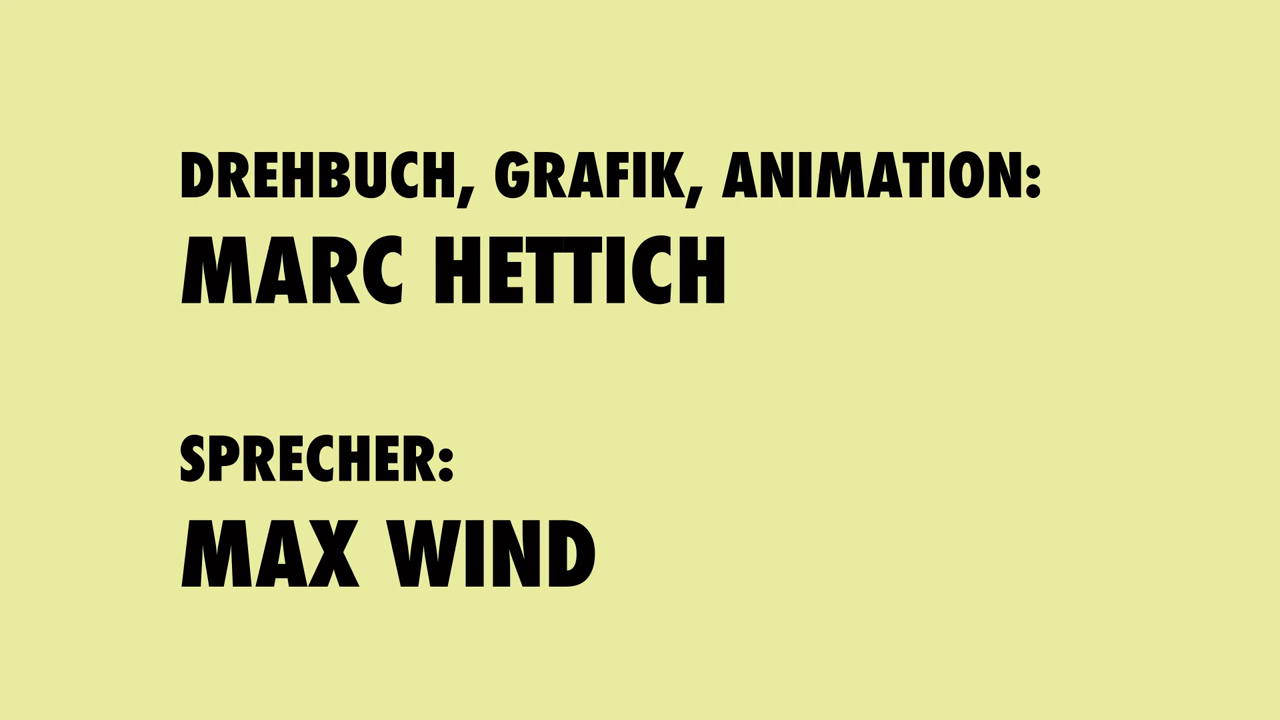 DREHBUCH, GRAFIK, ANIMATION:
MARC HETTICH
SPRECHER:
MAX WIND